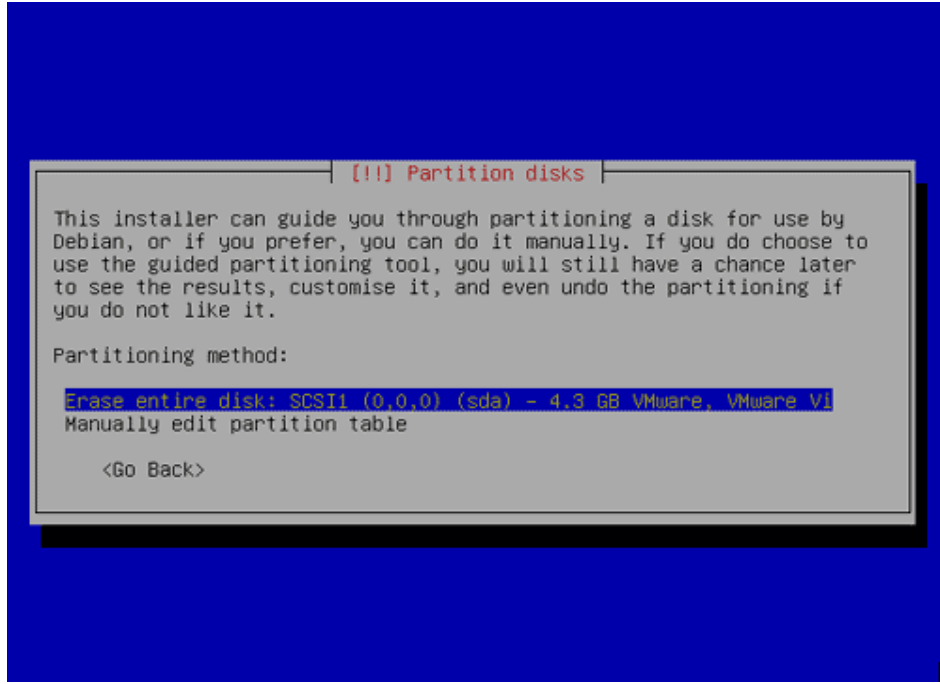 [!!] Partition disks
This installer can guide you through partitioning a disk for use by
Debian, or if you prefer, you can do it manually. If you do choose to
use the guided partitioning tool, you will still have a chance later
to see the results, customise it, and even undo the partitioning if
you do not like it.
Partitioning method:
Erase entire disk: SCSI1 (0,0,0) (sda) - 4.3 GB VMware, VMware Vi
Manually edit partition table
<Go Back>